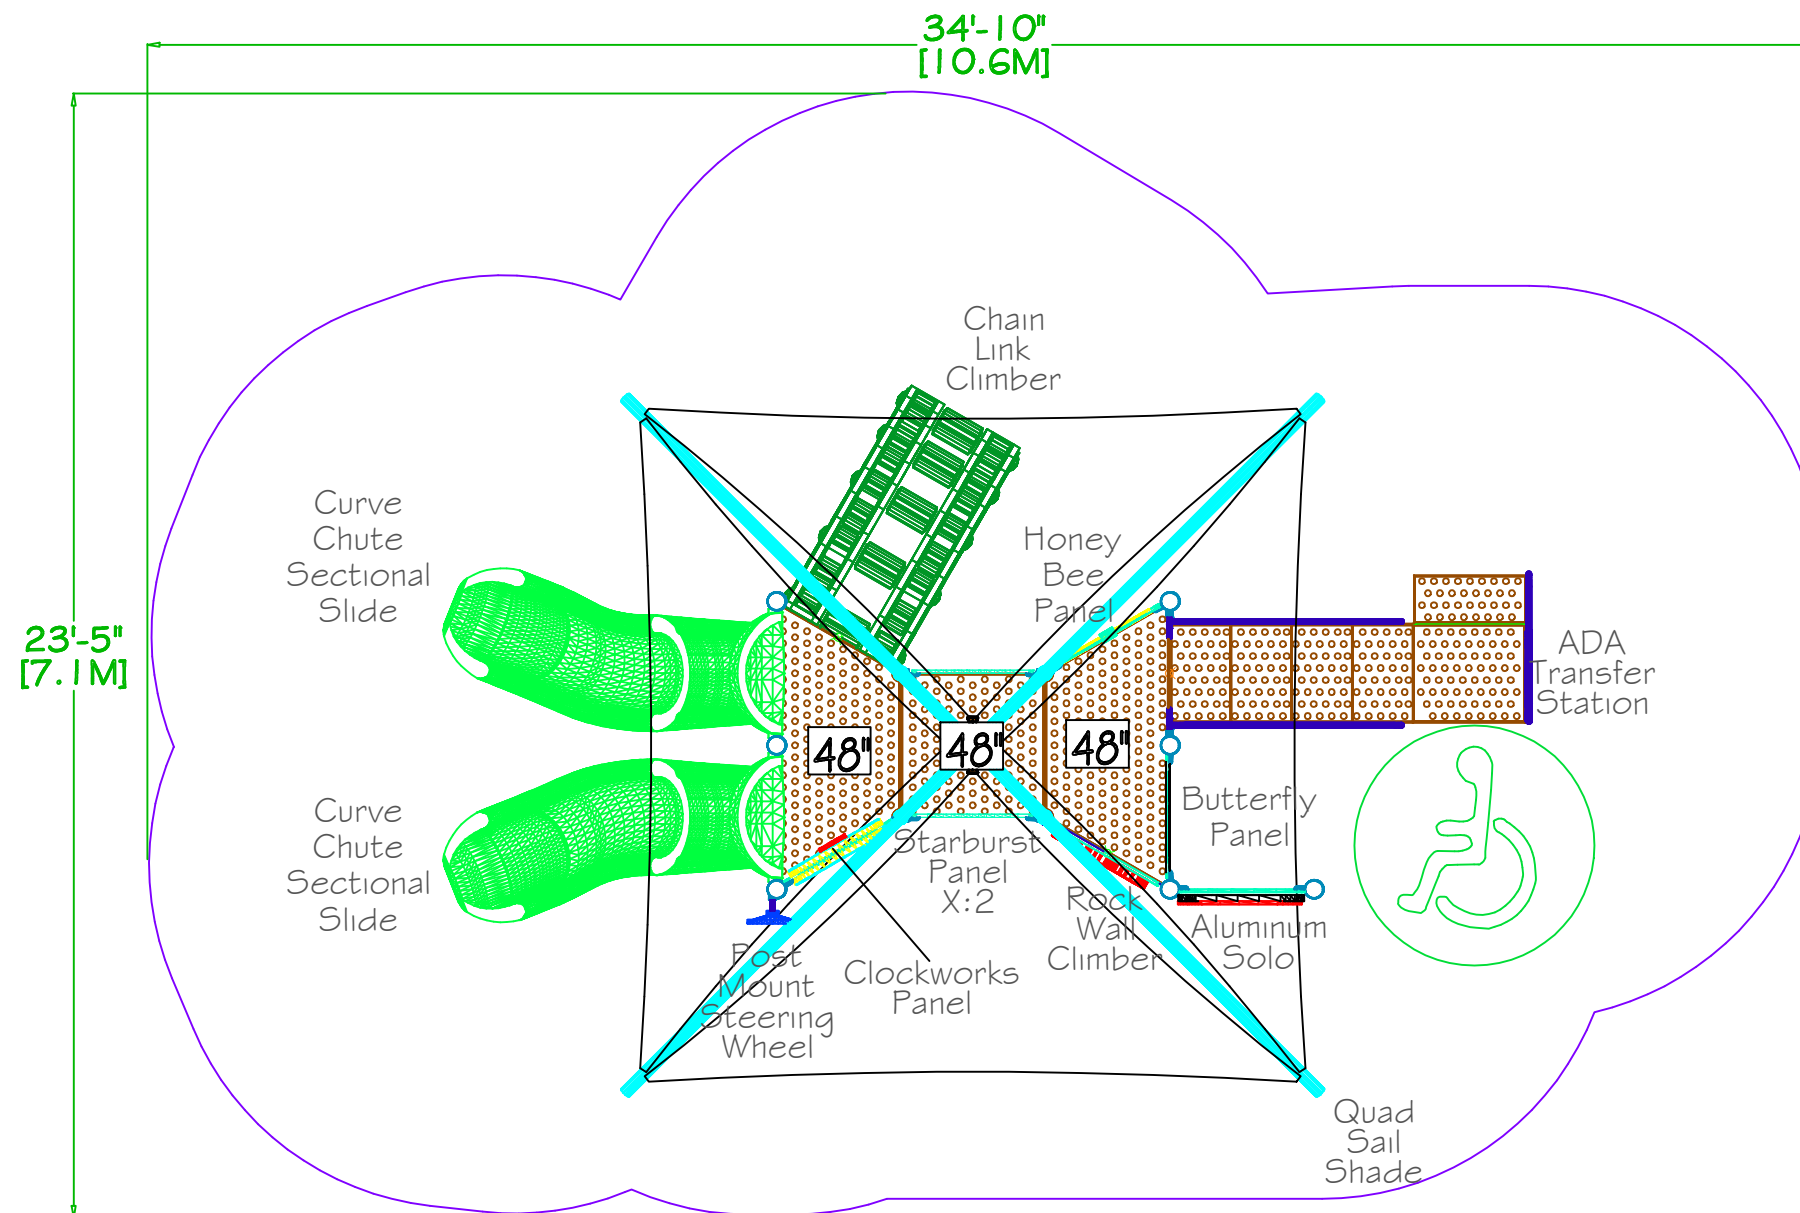 34'-10"
[10.6M]
Chain
Link
Climber
Curve
Chute
Sectional
Slide
Honey
Bee
Panel
23'-5"
[7.1M]
ADA
Transfer
Station
48"
48"
48"
Curve
Chute
Sectional
Slide
Starburst
Panel
X:2
Butterfly
Panel
Rock
Wall
Climber
Aluminum
Solo
Post
Mount
Steering
Wheel
Clockworks
Panel
Quad
Sail
Shade